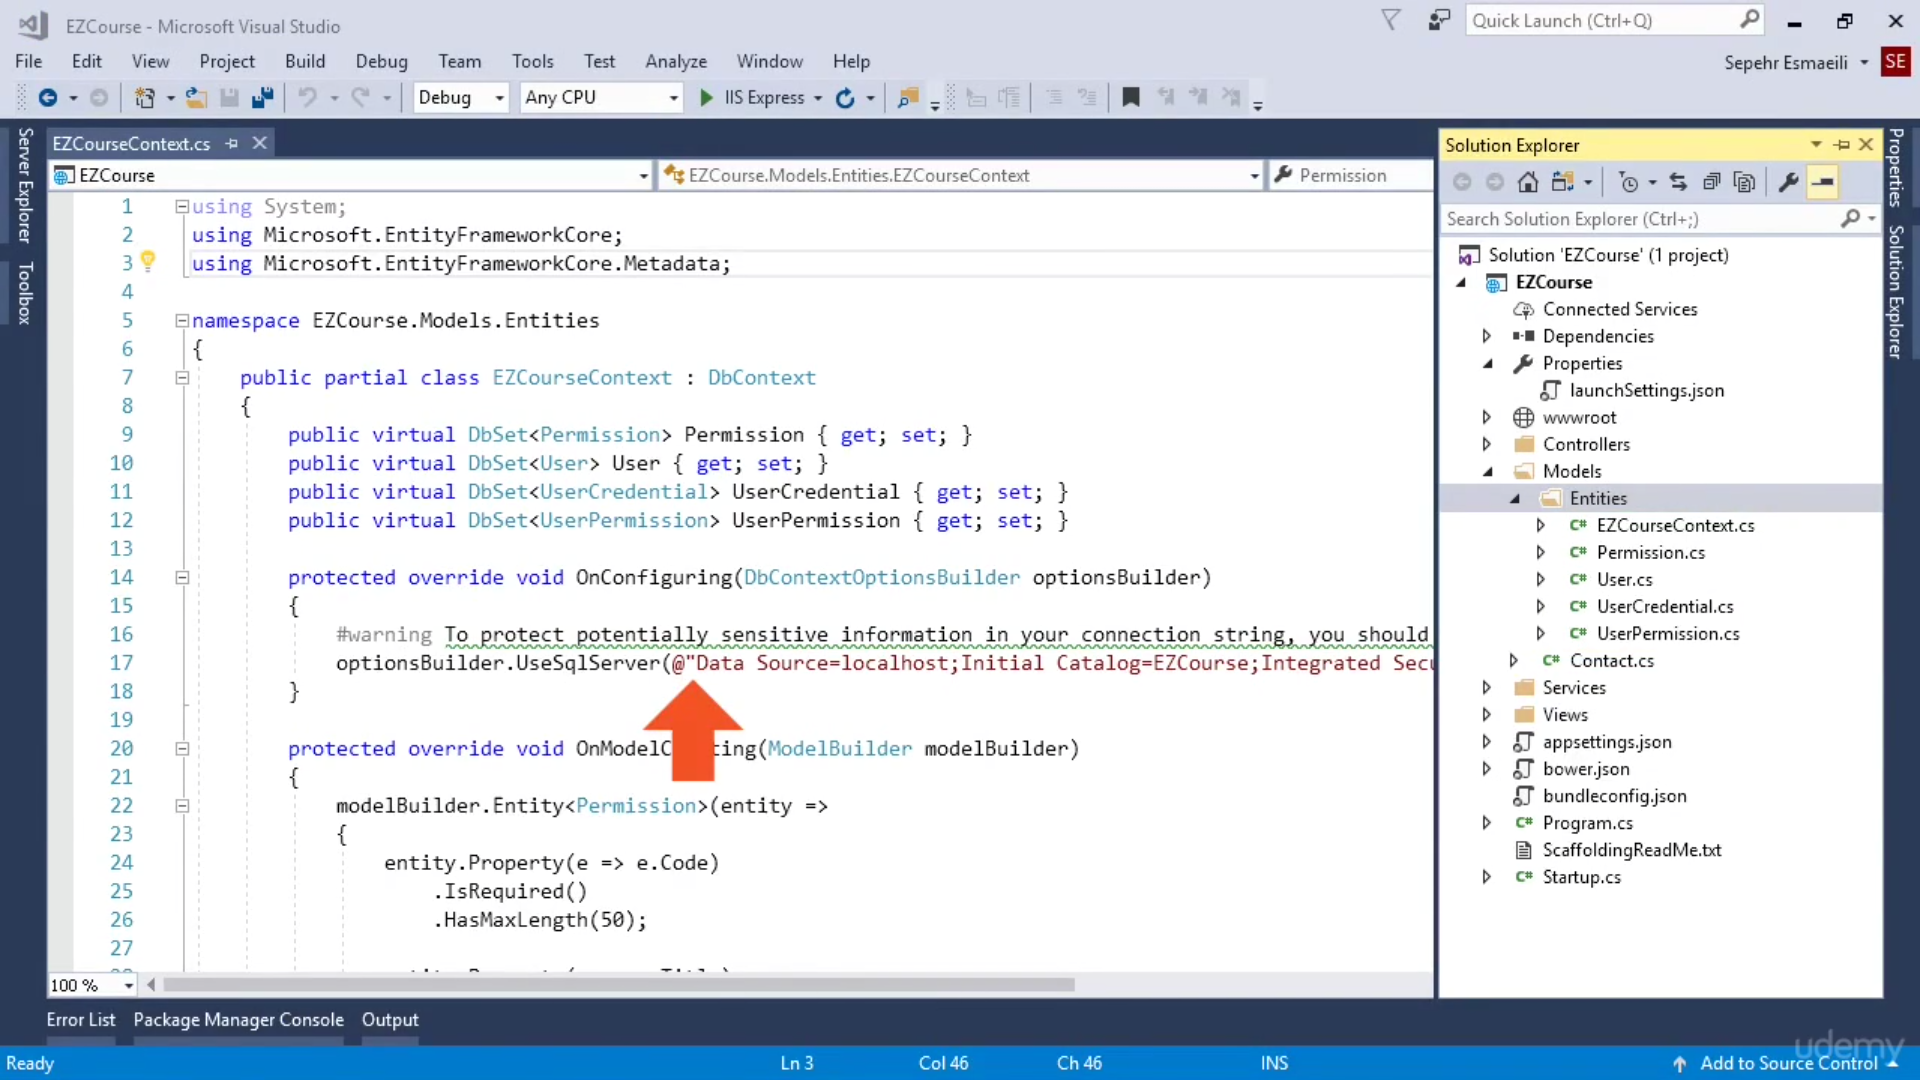 EZCourse - Microsoft Visual Studio
Quick Launch (Ctrl+Q)
File Edit View Project Build Debug Team Tools Test Analyze Window Help
Sepehr Esmaeili SE
Debug Any CPU IIS Express
Server Explorer
Toolbox
EZCourseContext.cs
EZCourse EZCourse.Models.Entities.EZCourseContext Permission
1 using System;
2 using Microsoft.EntityFrameworkCore;
3 using Microsoft.EntityFrameworkCore.Metadata;
4
5 namespace EZCourse.Models.Entities
6 {
7 public partial class EZCourseContext : DbContext
8 {
9 public virtual DbSet<Permission> Permission { get; set; }
10 public virtual DbSet<User> User { get; set; }
11 public virtual DbSet<UserCredential> UserCredential { get; set; }
12 public virtual DbSet<UserPermission> UserPermission { get; set; }
13
14 protected override void OnConfiguring(DbContextOptionsBuilder optionsBuilder)
15 {
16 #warning To protect potentially sensitive information in your connection string, you should
17 optionsBuilder.UseSqlServer(@"Data Source=localhost;Initial Catalog=EZCourse;Integrated Secu
18 }
19
20 protected override void OnModelC ting(ModelBuilder modelBuilder)
21 {
22 modelBuilder.Entity<Permission>(entity =>
23 {
24 entity.Property(e => e.Code)
25 .IsRequired()
26 .HasMaxLength(50);
27
100 %
Solution Explorer
Search Solution Explorer (Ctrl+;)
Solution 'EZCourse' (1 project)
EZCourse
Connected Services
Dependencies
Properties
launchSettings.json
wwwroot
Controllers
Models
Entities
EZCourseContext.cs
Permission.cs
User.cs
UserCredential.cs
UserPermission.cs
Contact.cs
Services
Views
appsettings.json
bower.json
bundleconfig.json
Program.cs
ScaffoldingReadMe.txt
Startup.cs
Properties
Solution Explorer
Error List Package Manager Console Output
udemy
Ready Ln 3 Col 46 Ch 46 INS Add to Source Control